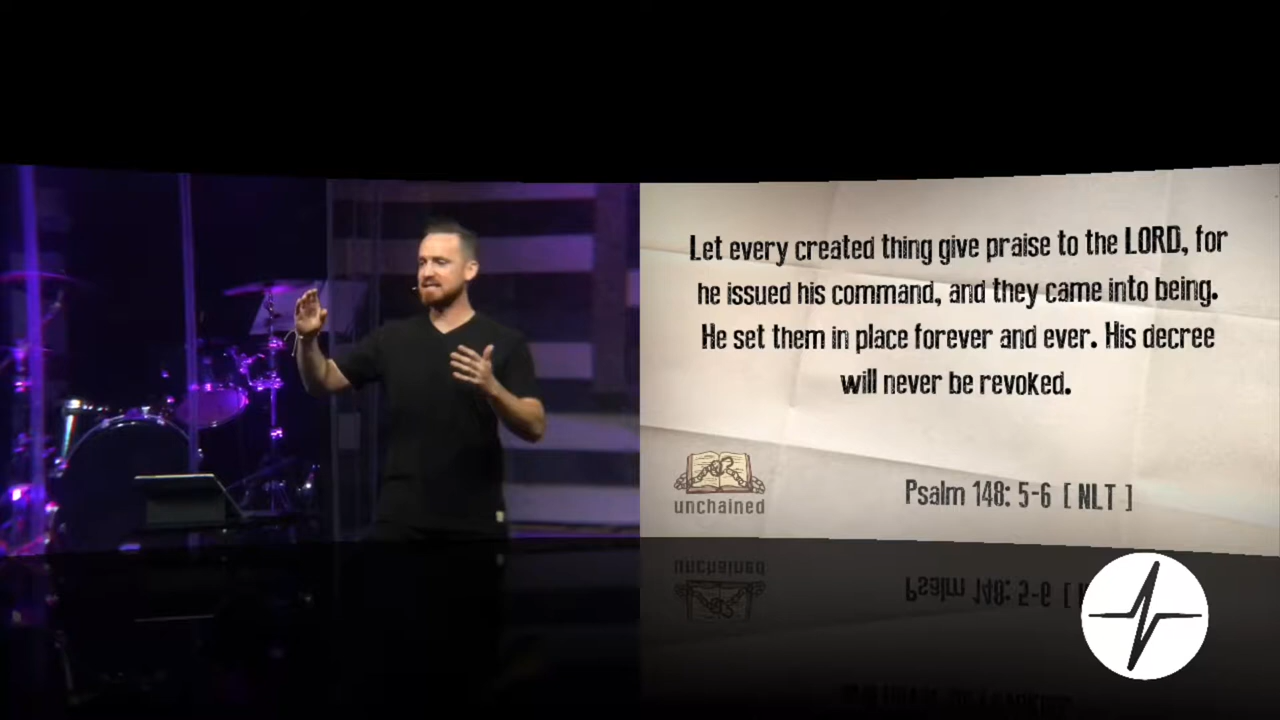 Let every created thing give praise to the LORD, for
he issued his command, and they came into being.
He set them in place forever and ever. His decree
will never be revoked.
unchained
Psalm 148: 5-6 [ NLT ]